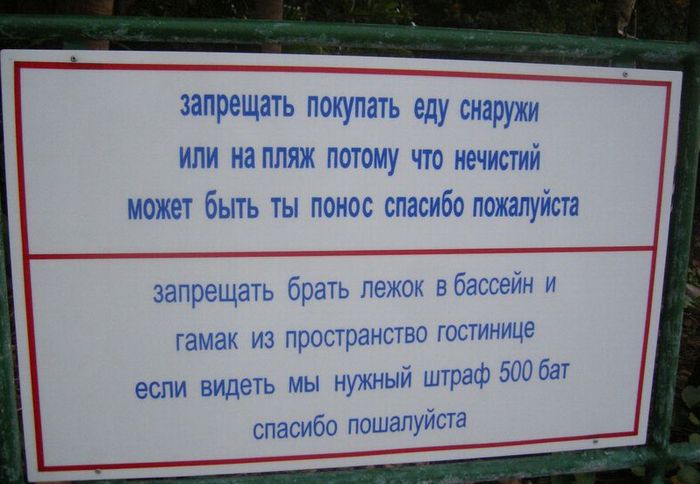 запрещать покупать еду снаружи
или на пляж потому что нечистий
может быть ты понос спасибо пожалуйста
запрещать брать лежок в бассейн и
гамак из пространство гостинице
если видеть мы нужный штраф 500 бат
спасибо пошалуйста